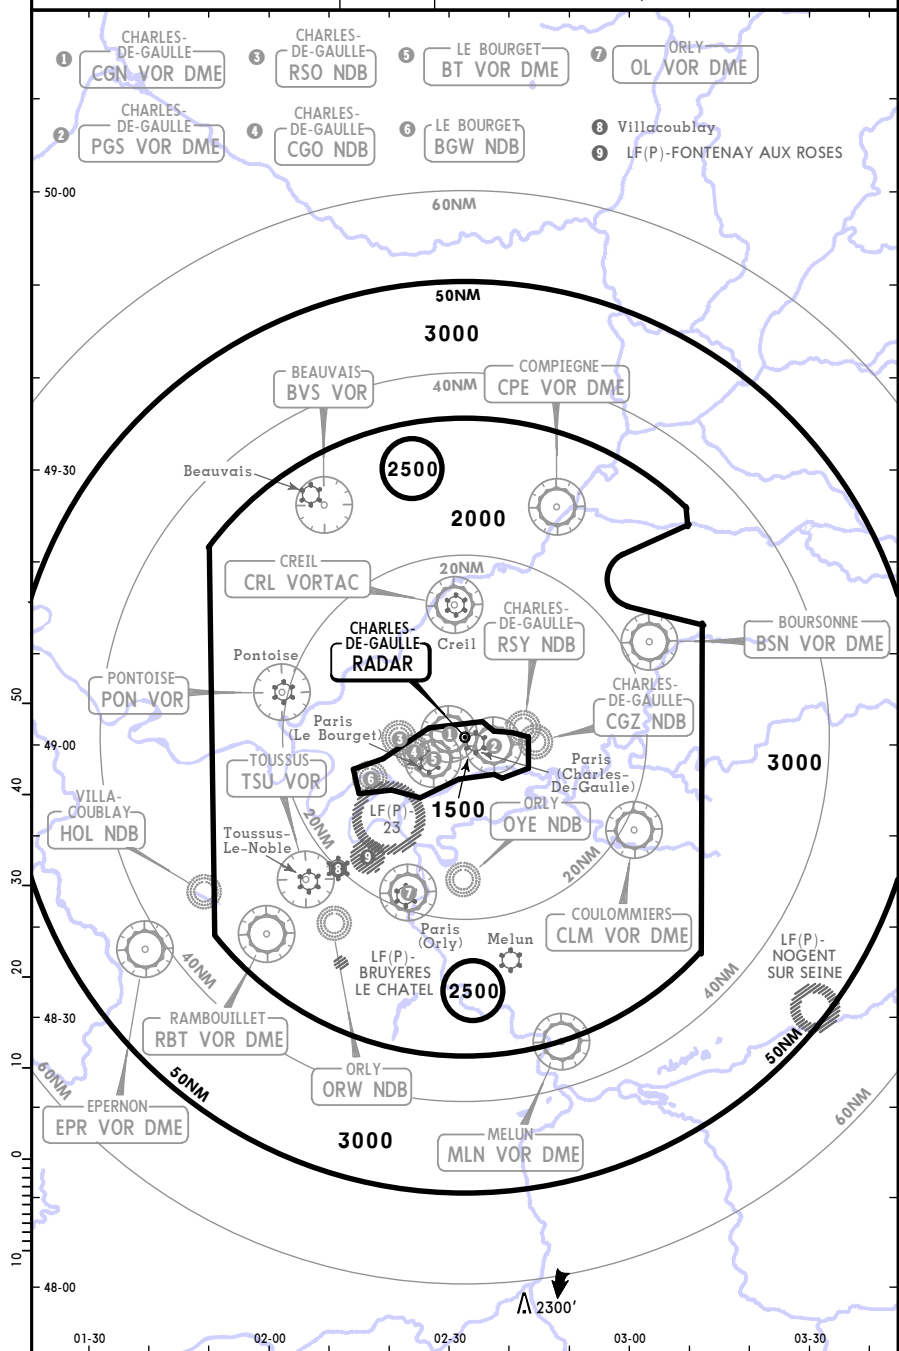 CHARLES-
DE-GAULLE
CGN VOR DME
CHARLES-
DE-GAULLE
RSO NDB
LE BOURGET
BT VOR DME
ORLY
OL VOR DME
1
3
5
7
CHARLES-
DE-GAULLE
PGS VOR DME
CHARLES-
DE-GAULLE
CGO NDB
LE BOURGET
BGW NDB
2
4
6
8 Villacoublay
9 LF(P)-FONTENAY AUX ROSES
50-00
60NM
50NM
3000
BEAUVAIS
BVS VOR
40NM
COMPIEGNE
CPE VOR DME
49-30
Beauvais
2500
2000
CREIL
CRL VORTAC
20NM
CHARLES-
DE-GAULLE
RSY NDB
CHARLES-
DE-GAULLE
RADAR
Creil
BOURSONNE
BSN VOR DME
Pontoise
PONTOISE
PON VOR
CHARLES-
DE-GAULLE
CGZ NDB
50
Paris
(Le Bourget)
1
2
3
4
5
6
49-00
TOUSSUS
TSU VOR
Paris
(Charles-
De-Gaulle)
3000
40
VILLA-
COUBLAY
HOL NDB
LF(P)-
23
1500
ORLY
OYE NDB
20NM
Toussus-
Le-Noble
9
8
7
20NM
30
COULOMMIERS
CLM VOR DME
Paris
(Orly)
Melun
LF(P)-
BRUYERES
LE CHATEL
LF(P)-
NOGENT
SUR SEINE
20
40NM
40NM
2500
48-30
RAMBOUILLET
RBT VOR DME
50NM
10
60NM
50NM
ORLY
ORW NDB
60NM
EPERNON
EPR VOR DME
3000
MELUN
MLN VOR DME
0
10
48-00
2300'
01-30
02-00
02-30
03-00
03-30